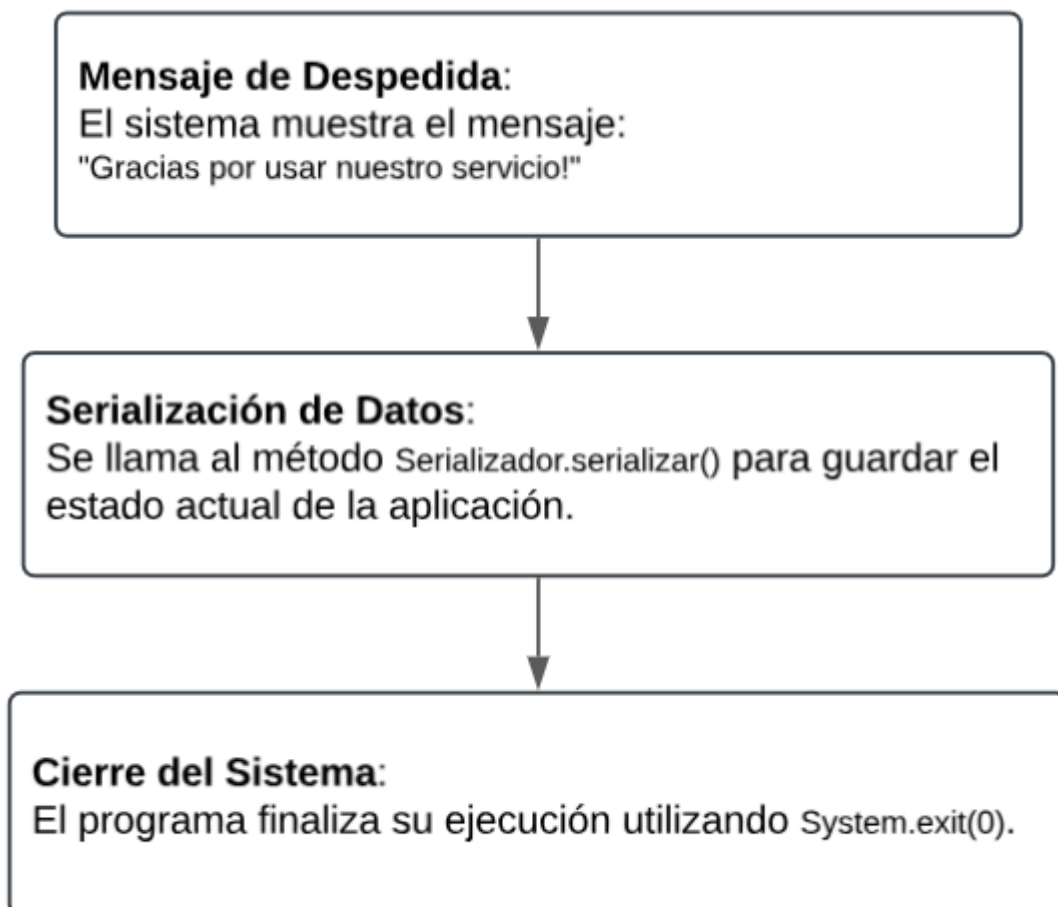 Mensaje de Despedida:
El sistema muestra el mensaje:
"Gracias por usar nuestro servicio!"
Serialización de Datos:
Se llama al método Serializador.serializar() para guardar el
estado actual de la aplicación.
Cierre del Sistema:
El programa finaliza su ejecución utilizando System.exit(0).